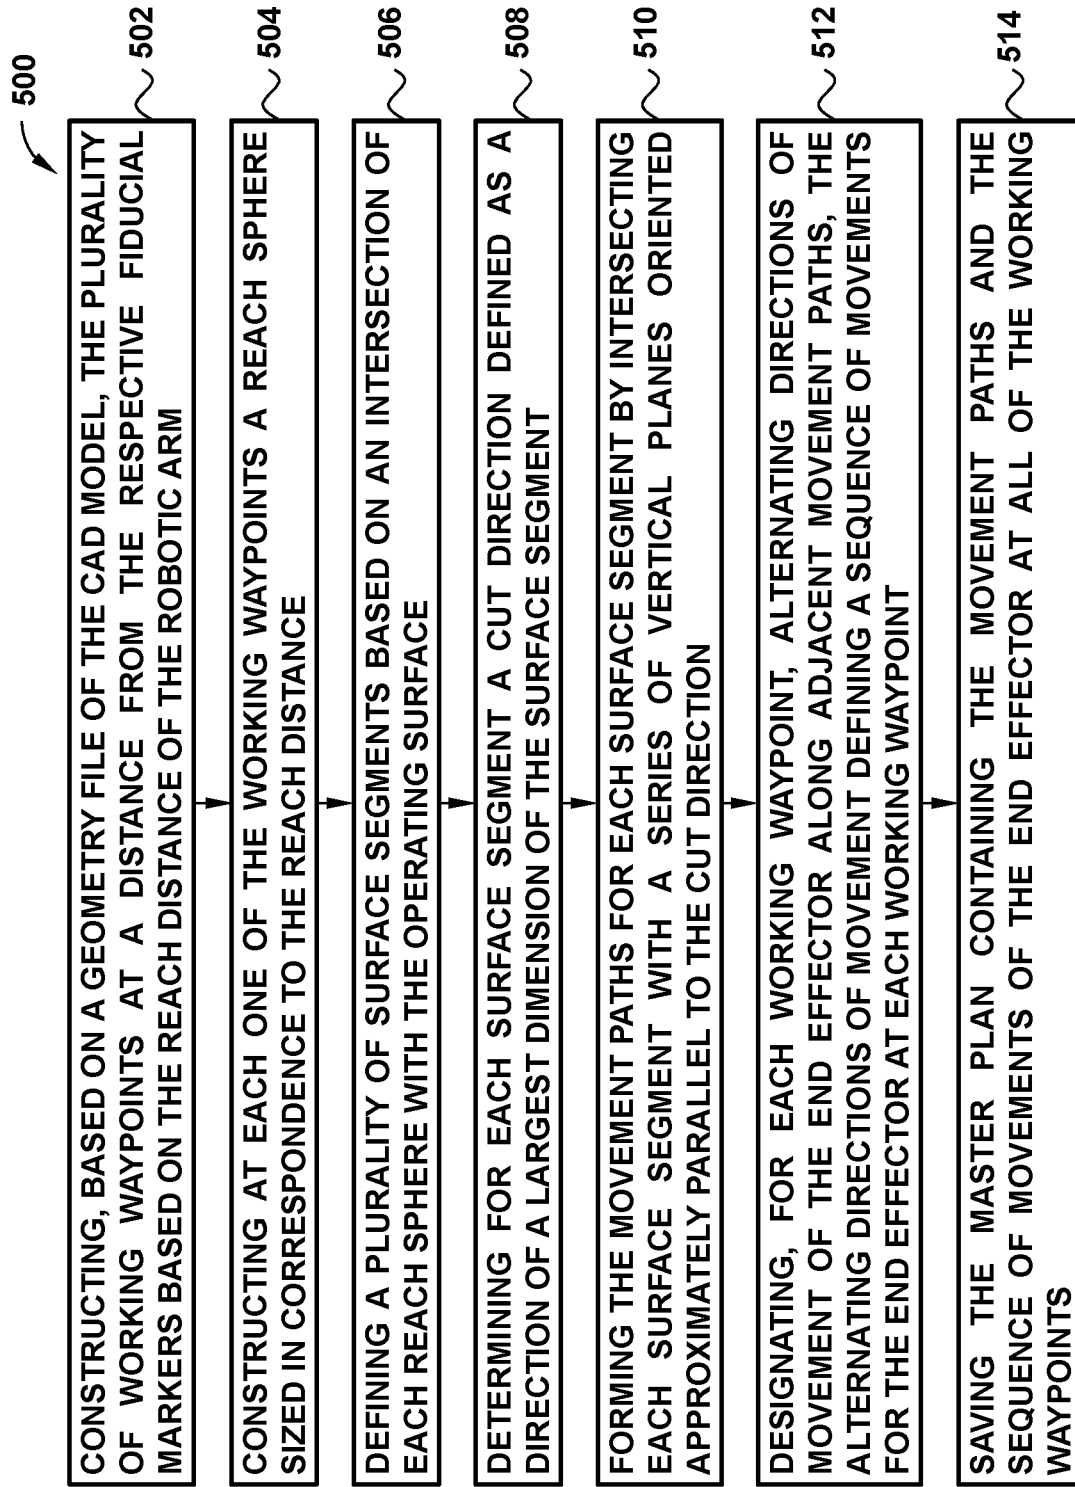 500
CONSTRUCTING, BASED ON A GEOMETRY FILE OF THE CAD MODEL, THE PLURALITY
OF WORKING WAYPOINTS AT A DISTANCE FROM THE RESPECTIVE FIDUCIAL
MARKERS BASED ON THE REACH DISTANCE OF THE ROBOTIC ARM
502
CONSTRUCTING AT EACH ONE OF THE WORKING WAYPOINTS A REACH SPHERE
SIZED IN CORRESPONDENCE TO THE REACH DISTANCE
504
DEFINING A PLURALITY OF SURFACE SEGMENTS BASED ON AN INTERSECTION OF
EACH REACH SPHERE WITH THE OPERATING SURFACE
506
DETERMINING FOR EACH SURFACE SEGMENT A CUT DIRECTION DEFINED AS A
DIRECTION OF A LARGEST DIMENSION OF THE SURFACE SEGMENT
508
FORMING THE MOVEMENT PATHS FOR EACH SURFACE SEGMENT BY INTERSECTING
EACH SURFACE SEGMENT WITH A SERIES OF VERTICAL PLANES ORIENTED
APPROXIMATELY PARALLEL TO THE CUT DIRECTION
510
DESIGNATING, FOR EACH WORKING WAYPOINT, ALTERNATING DIRECTIONS OF
MOVEMENT OF THE END EFFECTOR ALONG ADJACENT MOVEMENT PATHS, THE
ALTERNATING DIRECTIONS OF MOVEMENT DEFINING A SEQUENCE OF MOVEMENTS
FOR THE END EFFECTOR AT EACH WORKING WAYPOINT
512
SAVING THE MASTER PLAN CONTAINING THE MOVEMENT PATHS AND THE
SEQUENCE OF MOVEMENTS OF THE END EFFECTOR AT ALL OF THE WORKING
WAYPOINTS
514